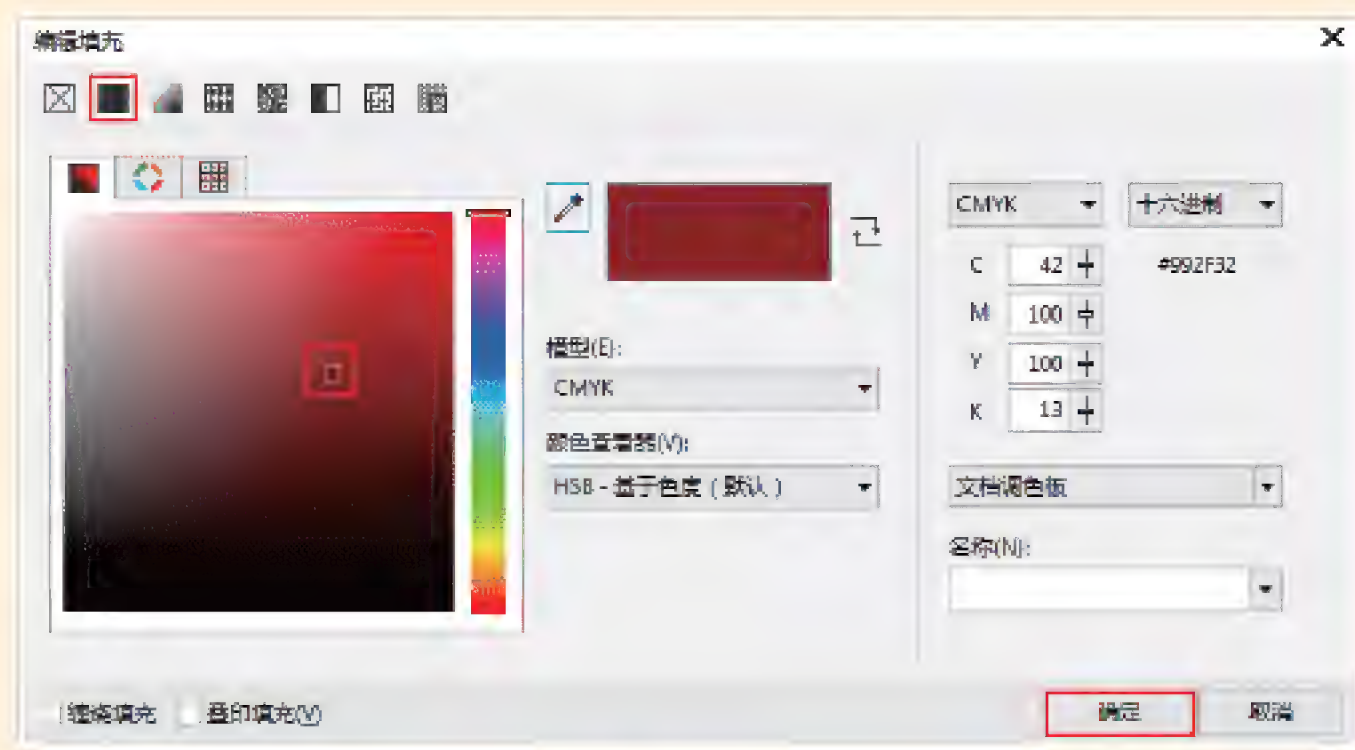 编辑填充
CMYK 十六进制
C 42 #992F32
M 100
模型(E):
Y 100
CMYK
K 13
颜色查看器(V):
HSB - 基于色度 ( 默认 ) 文档调色板
名称(N):
缠绕填充 叠印填充(V) 确定 取消